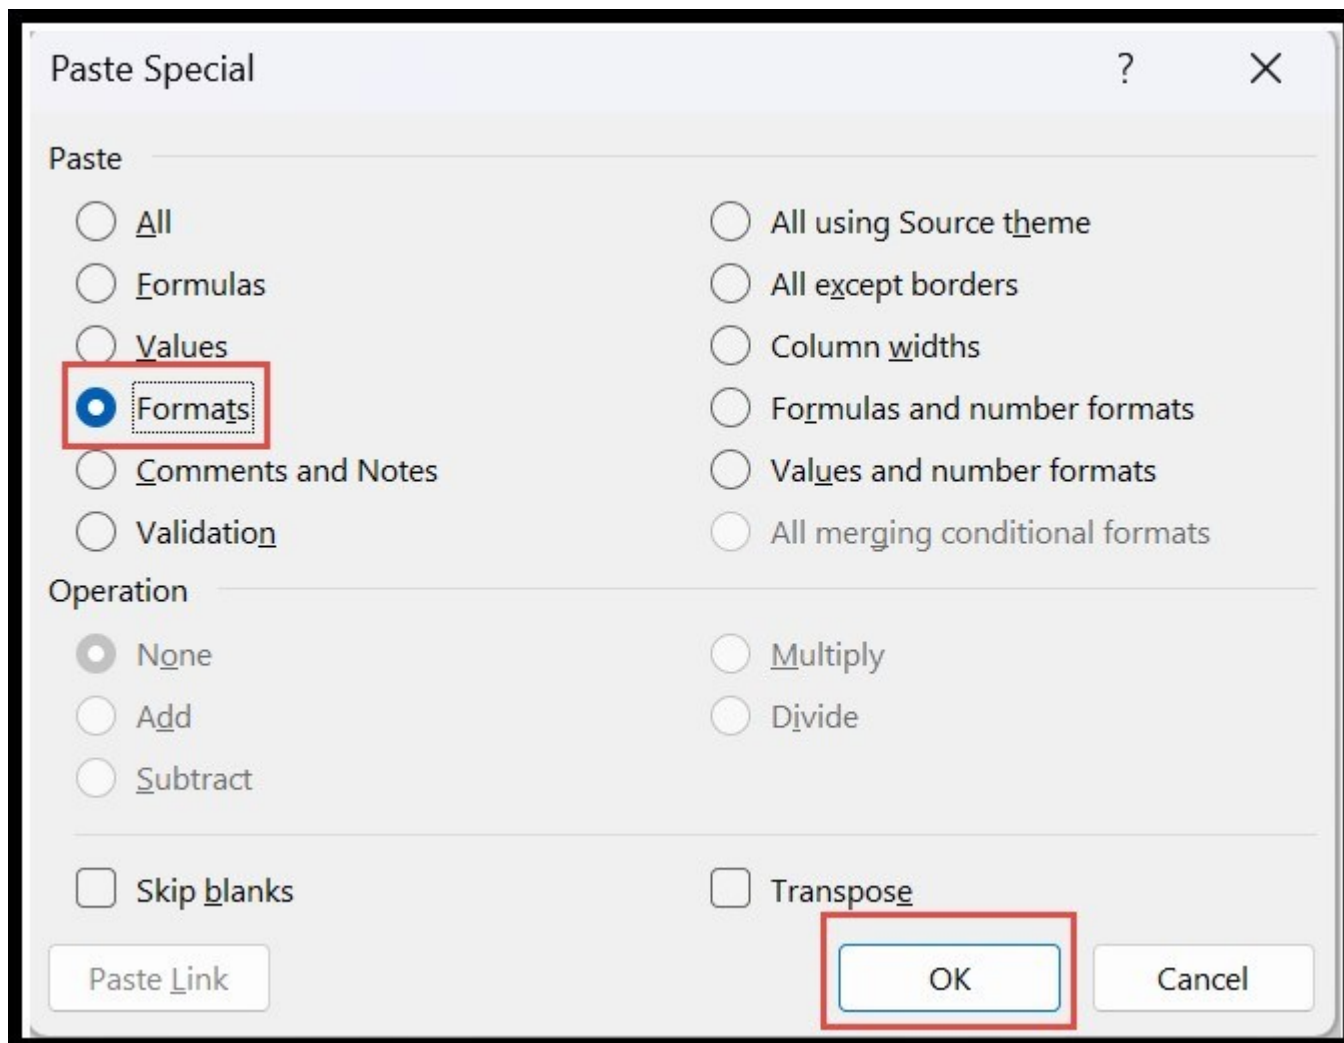 Paste Special ?
Paste
All
All using Source theme
Formulas
All except borders
Values
Column widths
Formats
Formulas and number formats
Comments and Notes
Values and number formats
Validation
All merging conditional formats
Operation
None
Multiply
Add
Divide
Subtract
Skip blanks
Transpose
Paste Link
OK
Cancel